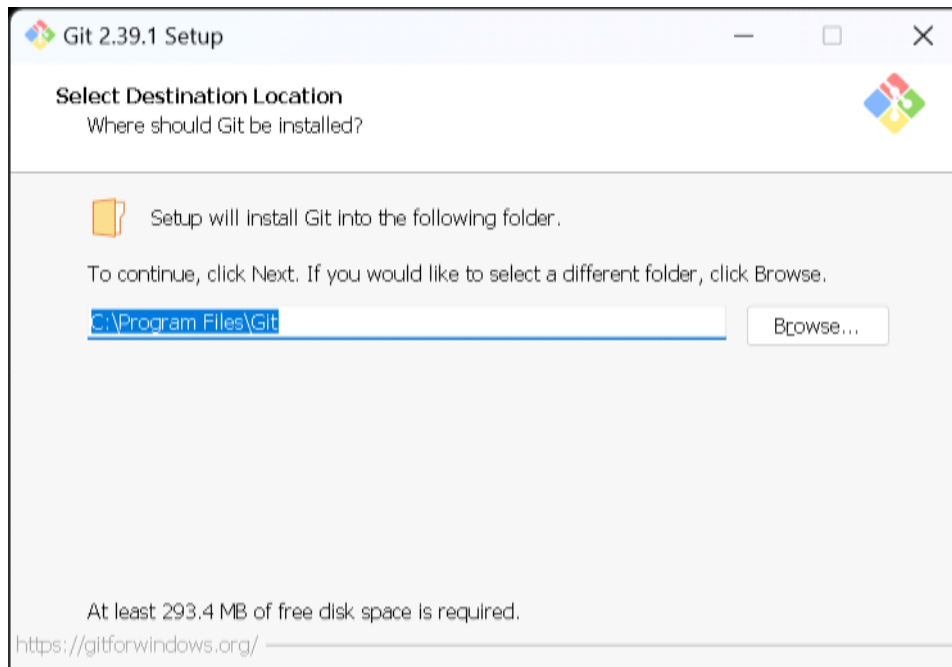 Git 2.39.1 Setup
Select Destination Location
Where should Git be installed?
Setup will install Git into the following folder.
To continue, click Next. If you would like to select a different folder, click Browse.
C:\Program Files\Git
Browse...
At least 293.4 MB of free disk space is required.
https://gitforwindows.org/